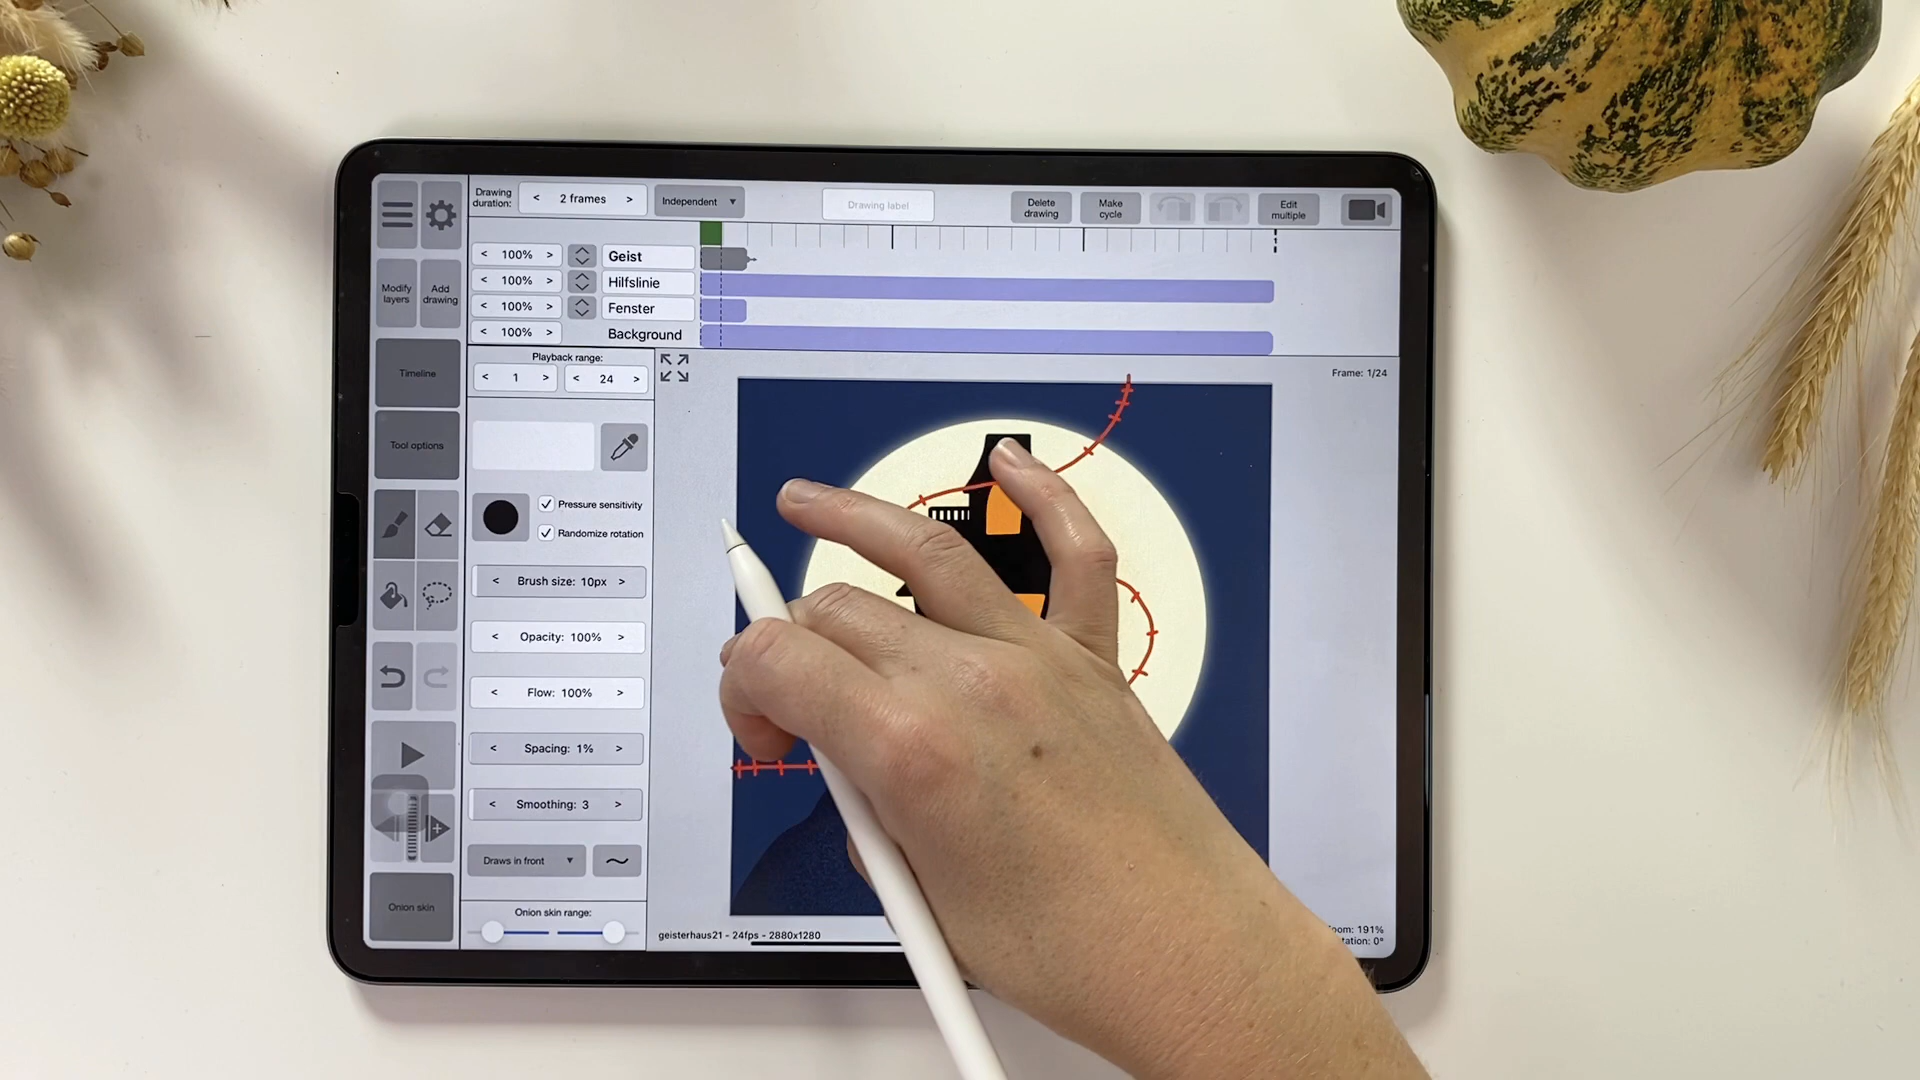 Drawing
duration:
< 2 frames >
Independent
Drawing label
Delete
drawing
Make
cycle
Edit
multiple
< 100% >
Geist
< 100% >
Hilfslinie
< 100% >
Fenster
< 100% >
Background
1
Modify
layers
Add
drawing
Timeline
Tool options
Onion skin
Playback range:
< 1 >
< 24 >
Frame: 1/24
Pressure sensitivity
Randomize rotation
< Brush size: 10px >
< Opacity: 100% >
< Flow: 100% >
< Spacing: 1% >
< Smoothing: 3 >
Draws in front
Onion skin range:
geisterhaus21 - 24fps - 2880x1280
191%
0°